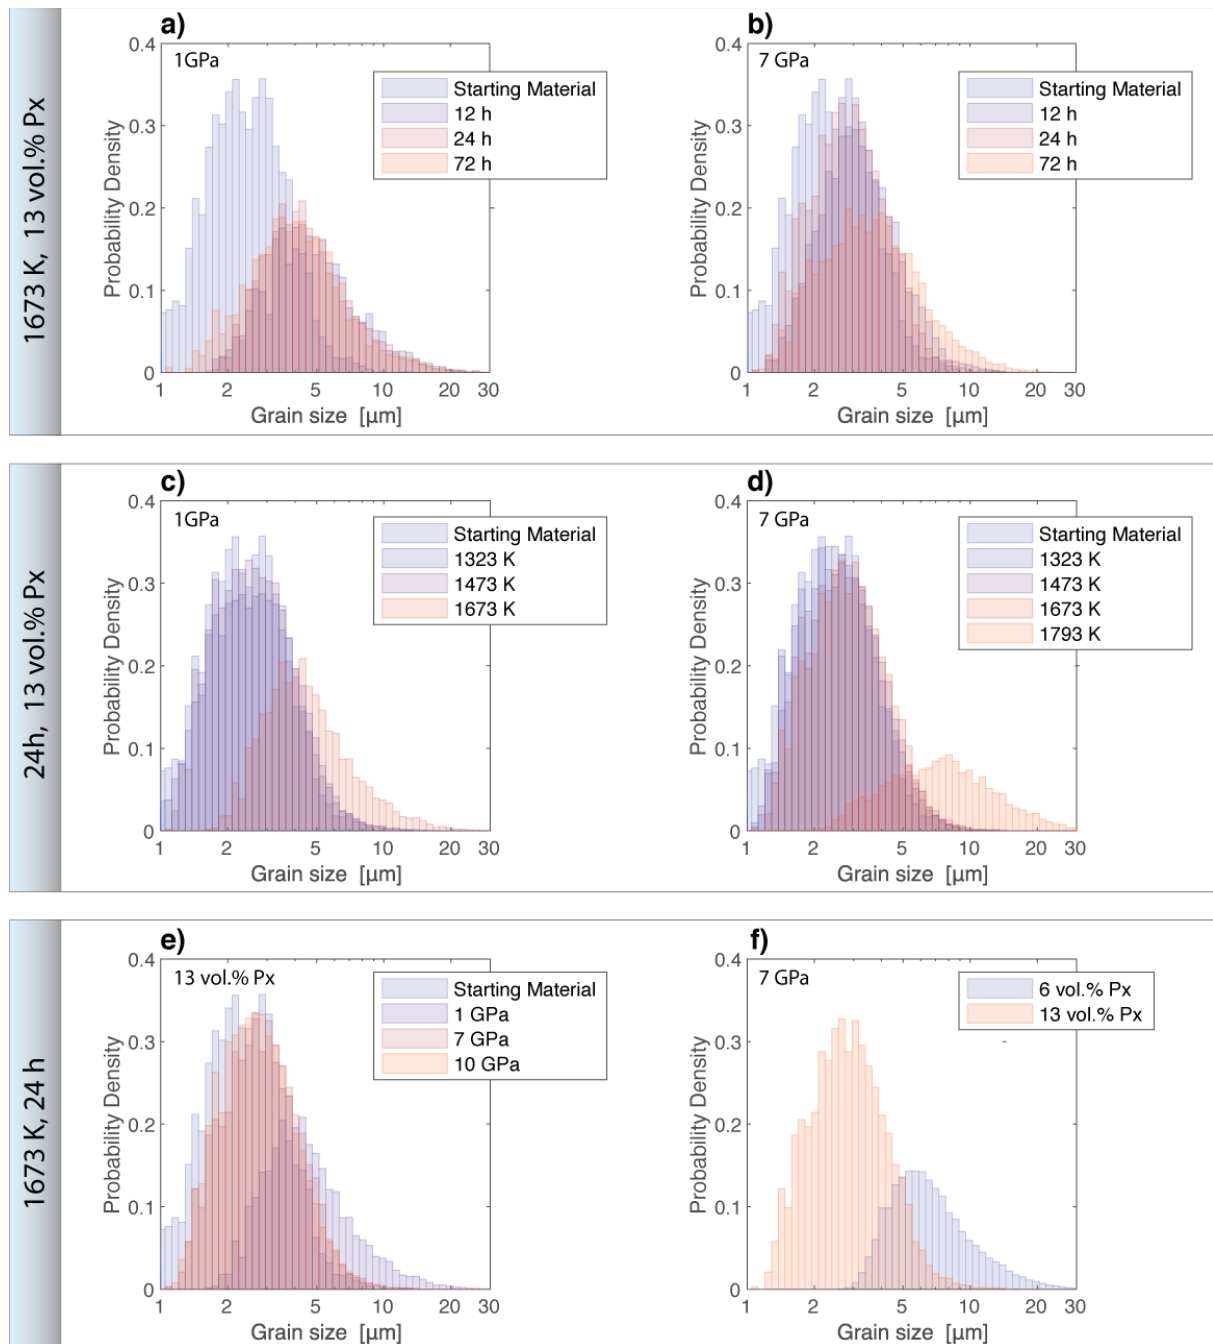 1673 K, 13 vol.% Px
a)
1GPa
Starting Material
12 h
24 h
72 h
0.4
0.3
0.2
0.1
0
Probability Density
1 2 5 10 20 30
Grain size [µm]
b)
7 GPa
Starting Material
12 h
24 h
72 h
0.4
0.3
0.2
0.1
0
Probability Density
1 2 5 10 20 30
Grain size [µm]
24h, 13 vol.% Px
c)
1GPa
Starting Material
1323 K
1473 K
1673 K
0.4
0.3
0.2
0.1
0
Probability Density
1 2 5 10 20 30
Grain size [µm]
d)
7 GPa
Starting Material
1323 K
1473 K
1673 K
1793 K
0.4
0.3
0.2
0.1
0
Probability Density
1 2 5 10 20 30
Grain size [µm]
1673 K, 24 h
e)
13 vol.% Px
Starting Material
1 GPa
7 GPa
10 GPa
0.4
0.3
0.2
0.1
0
Probability Density
1 2 5 10 20 30
Grain size [µm]
f)
7 GPa
6 vol.% Px
13 vol.% Px
0.4
0.3
0.2
0.1
0
Probability Density
1 2 5 10 20 30
Grain size [µm]